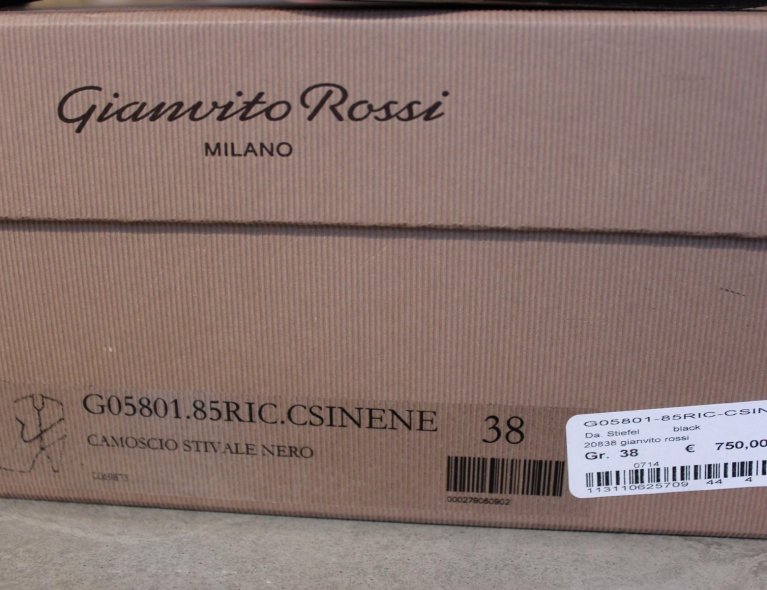 Gianvito Rossi
MILANO
G05801.85RIC.CSINENE
38
CAMOSCIO STIVALE NERO
000279080902
G05801-85RIC-CSIN
Da. Stiefel black
20838 gianvito rossi
Gr. 38 € 750,00
0714
113110625709 44 4